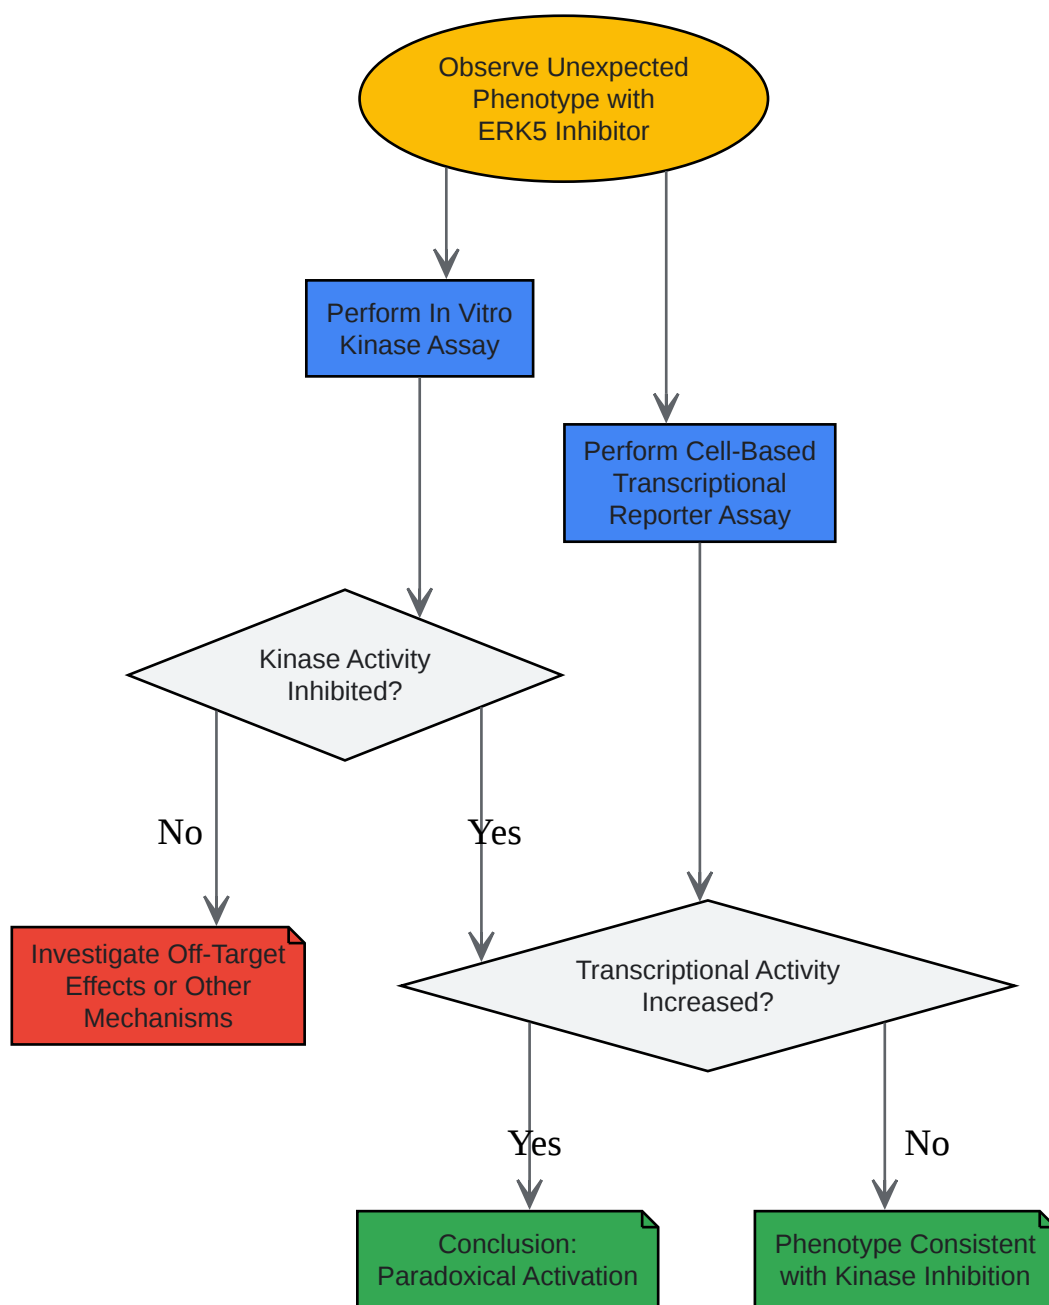 Observe Unexpected
Phenotype with
ERK5 Inhibitor
Perform In Vitro
Kinase Assay
Perform Cell-Based
Transcriptional
Reporter Assay
Kinase Activity
Inhibited?
No
Yes
Investigate Off-Target
Effects or Other
Mechanisms
Transcriptional Activity
Increased?
Yes
No
Conclusion:
Paradoxical Activation
Phenotype Consistent
with Kinase Inhibition